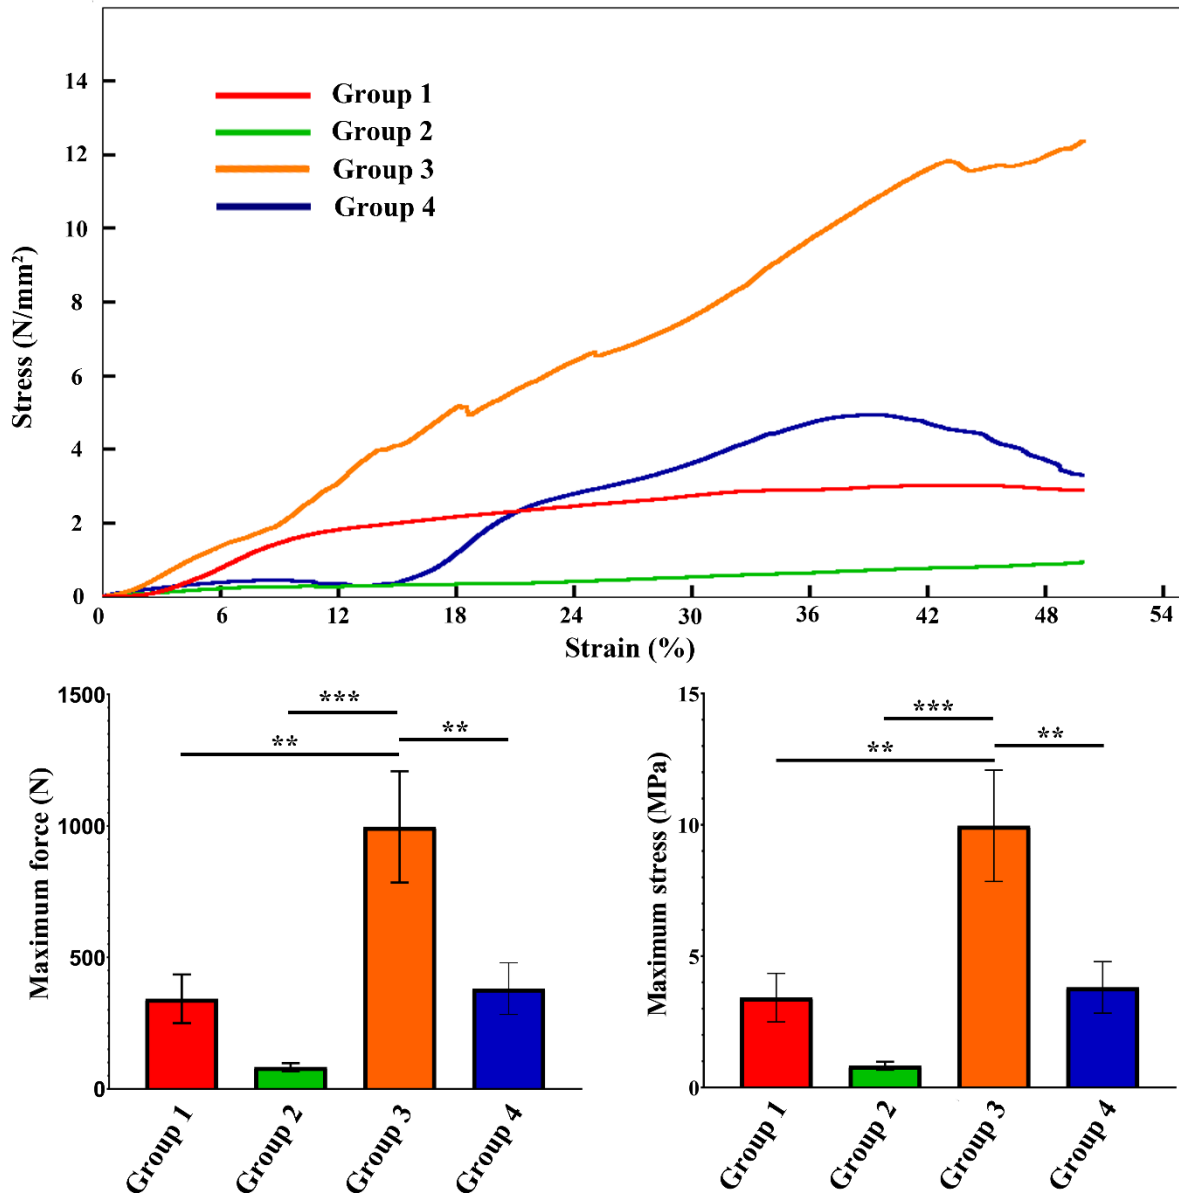 14
12
10
8
6
4
2
0
Stress (N/mm²)
Group 1
Group 2
Group 3
Group 4
0 6 12 18 24 30 36 42 48 54
Strain (%)
1500
1000
500
0
Maximum force (N)
***
** **
Group 1 Group 2 Group 3 Group 4
15
10
5
0
Maximum stress (MPa)
***
** **
Group 1 Group 2 Group 3 Group 4